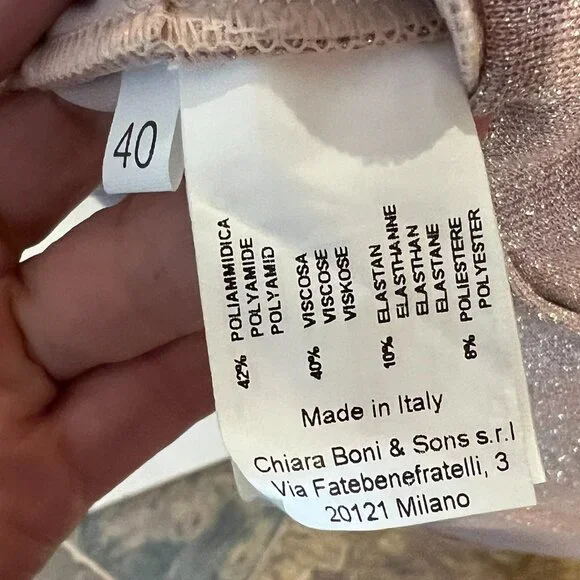 40
42% POLIAMMIDICA
POLYAMIDE
POLYAMID
40% VISCOSA
VISCOSE
VISKOSE
10% ELASTAN
ELASTHANNE
ELASTHAN
ELASTANE
8% POLIESTERE
POLYESTER
Made in Italy
Chiara Boni & Sons s.r.l
Via Fatebenefratelli, 3
20121 Milano